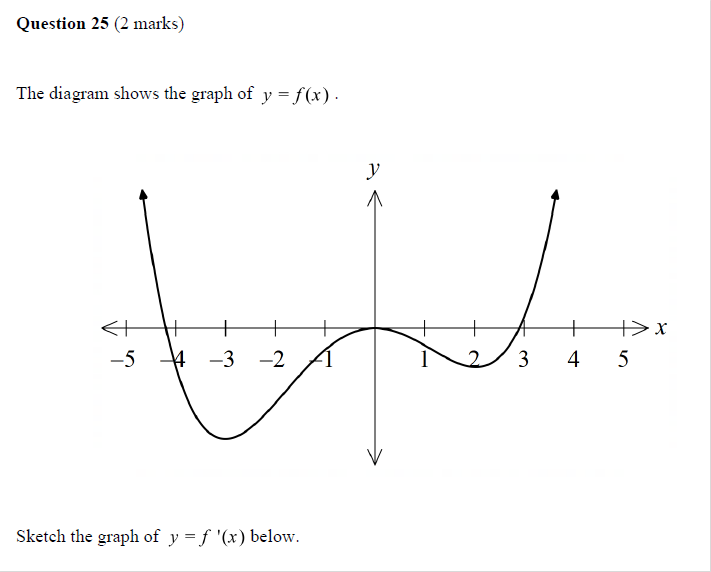 Question 25 (2 marks)
The diagram shows the graph of y = f(x) .
y
x
–5 –4 –3 –2 –1 1 2 3 4 5
Sketch the graph of y = f '(x) below.